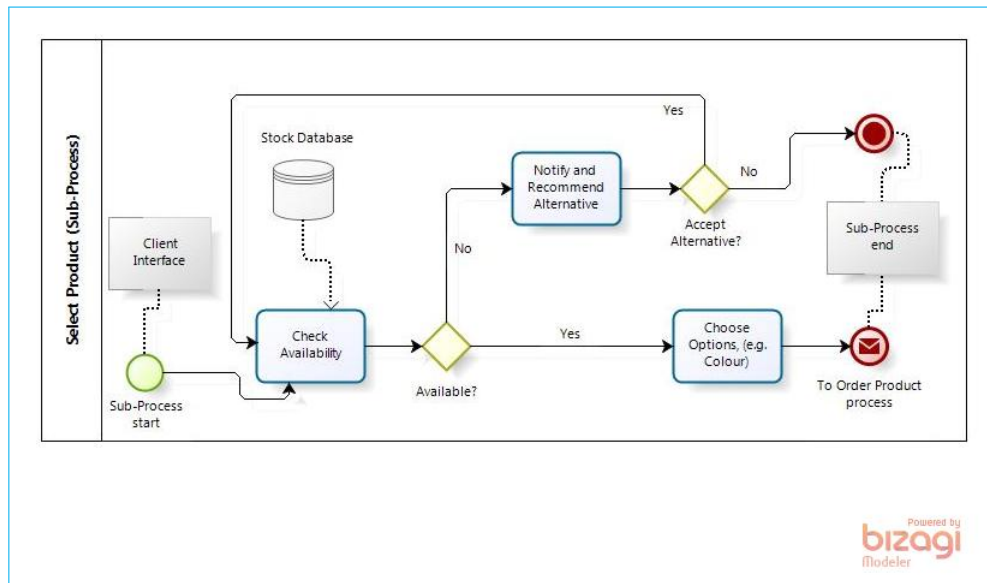 Select Product (Sub-Process)
Stock Database
Client
Interface
Sub-Process
start
Check
Availability
Available?
No
Yes
Notify and
Recommend
Alternative
Accept
Alternative?
Yes
No
Sub-Process
end
Choose
Options, (e.g.
Colour)
To Order Product
process
Powered by
bizagi
Modeler